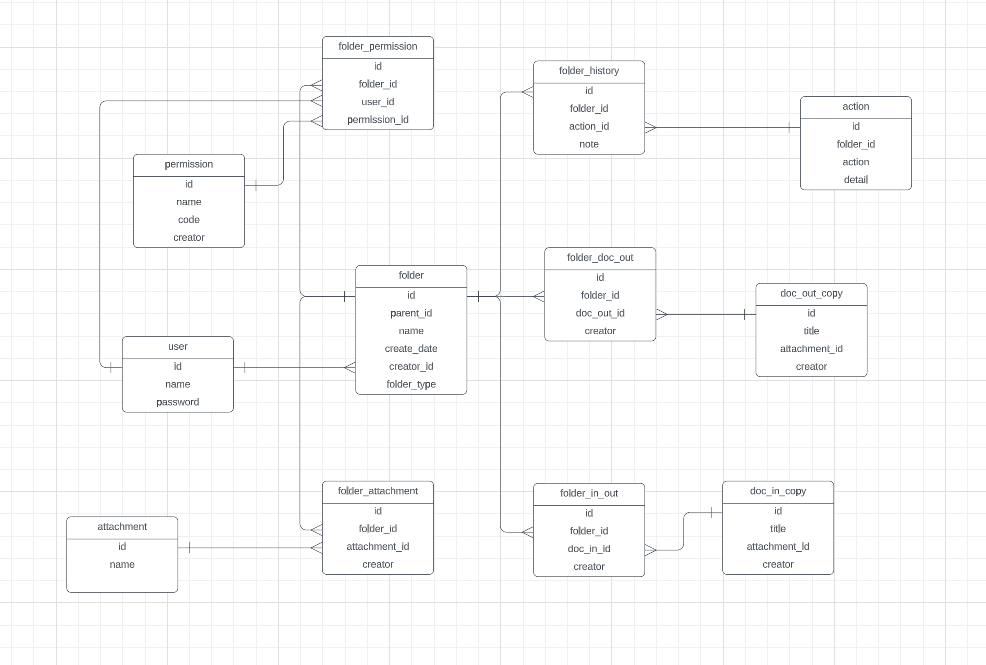 folder_permission
id
folder_id
user_id
permission_id
folder_history
id
folder_id
action_id
note
action
id
folder_id
action
detail
permission
id
name
code
creator
folder_doc_out
id
folder_id
doc_out_id
creator
folder
id
parent_id
name
create_date
creator_id
folder_type
doc_out_copy
id
title
attachment_id
creator
user
id
name
password
folder_attachment
id
folder_id
attachment_id
creator
folder_in_out
id
folder_id
doc_in_id
creator
doc_in_copy
id
title
attachment_id
creator
attachment
id
name